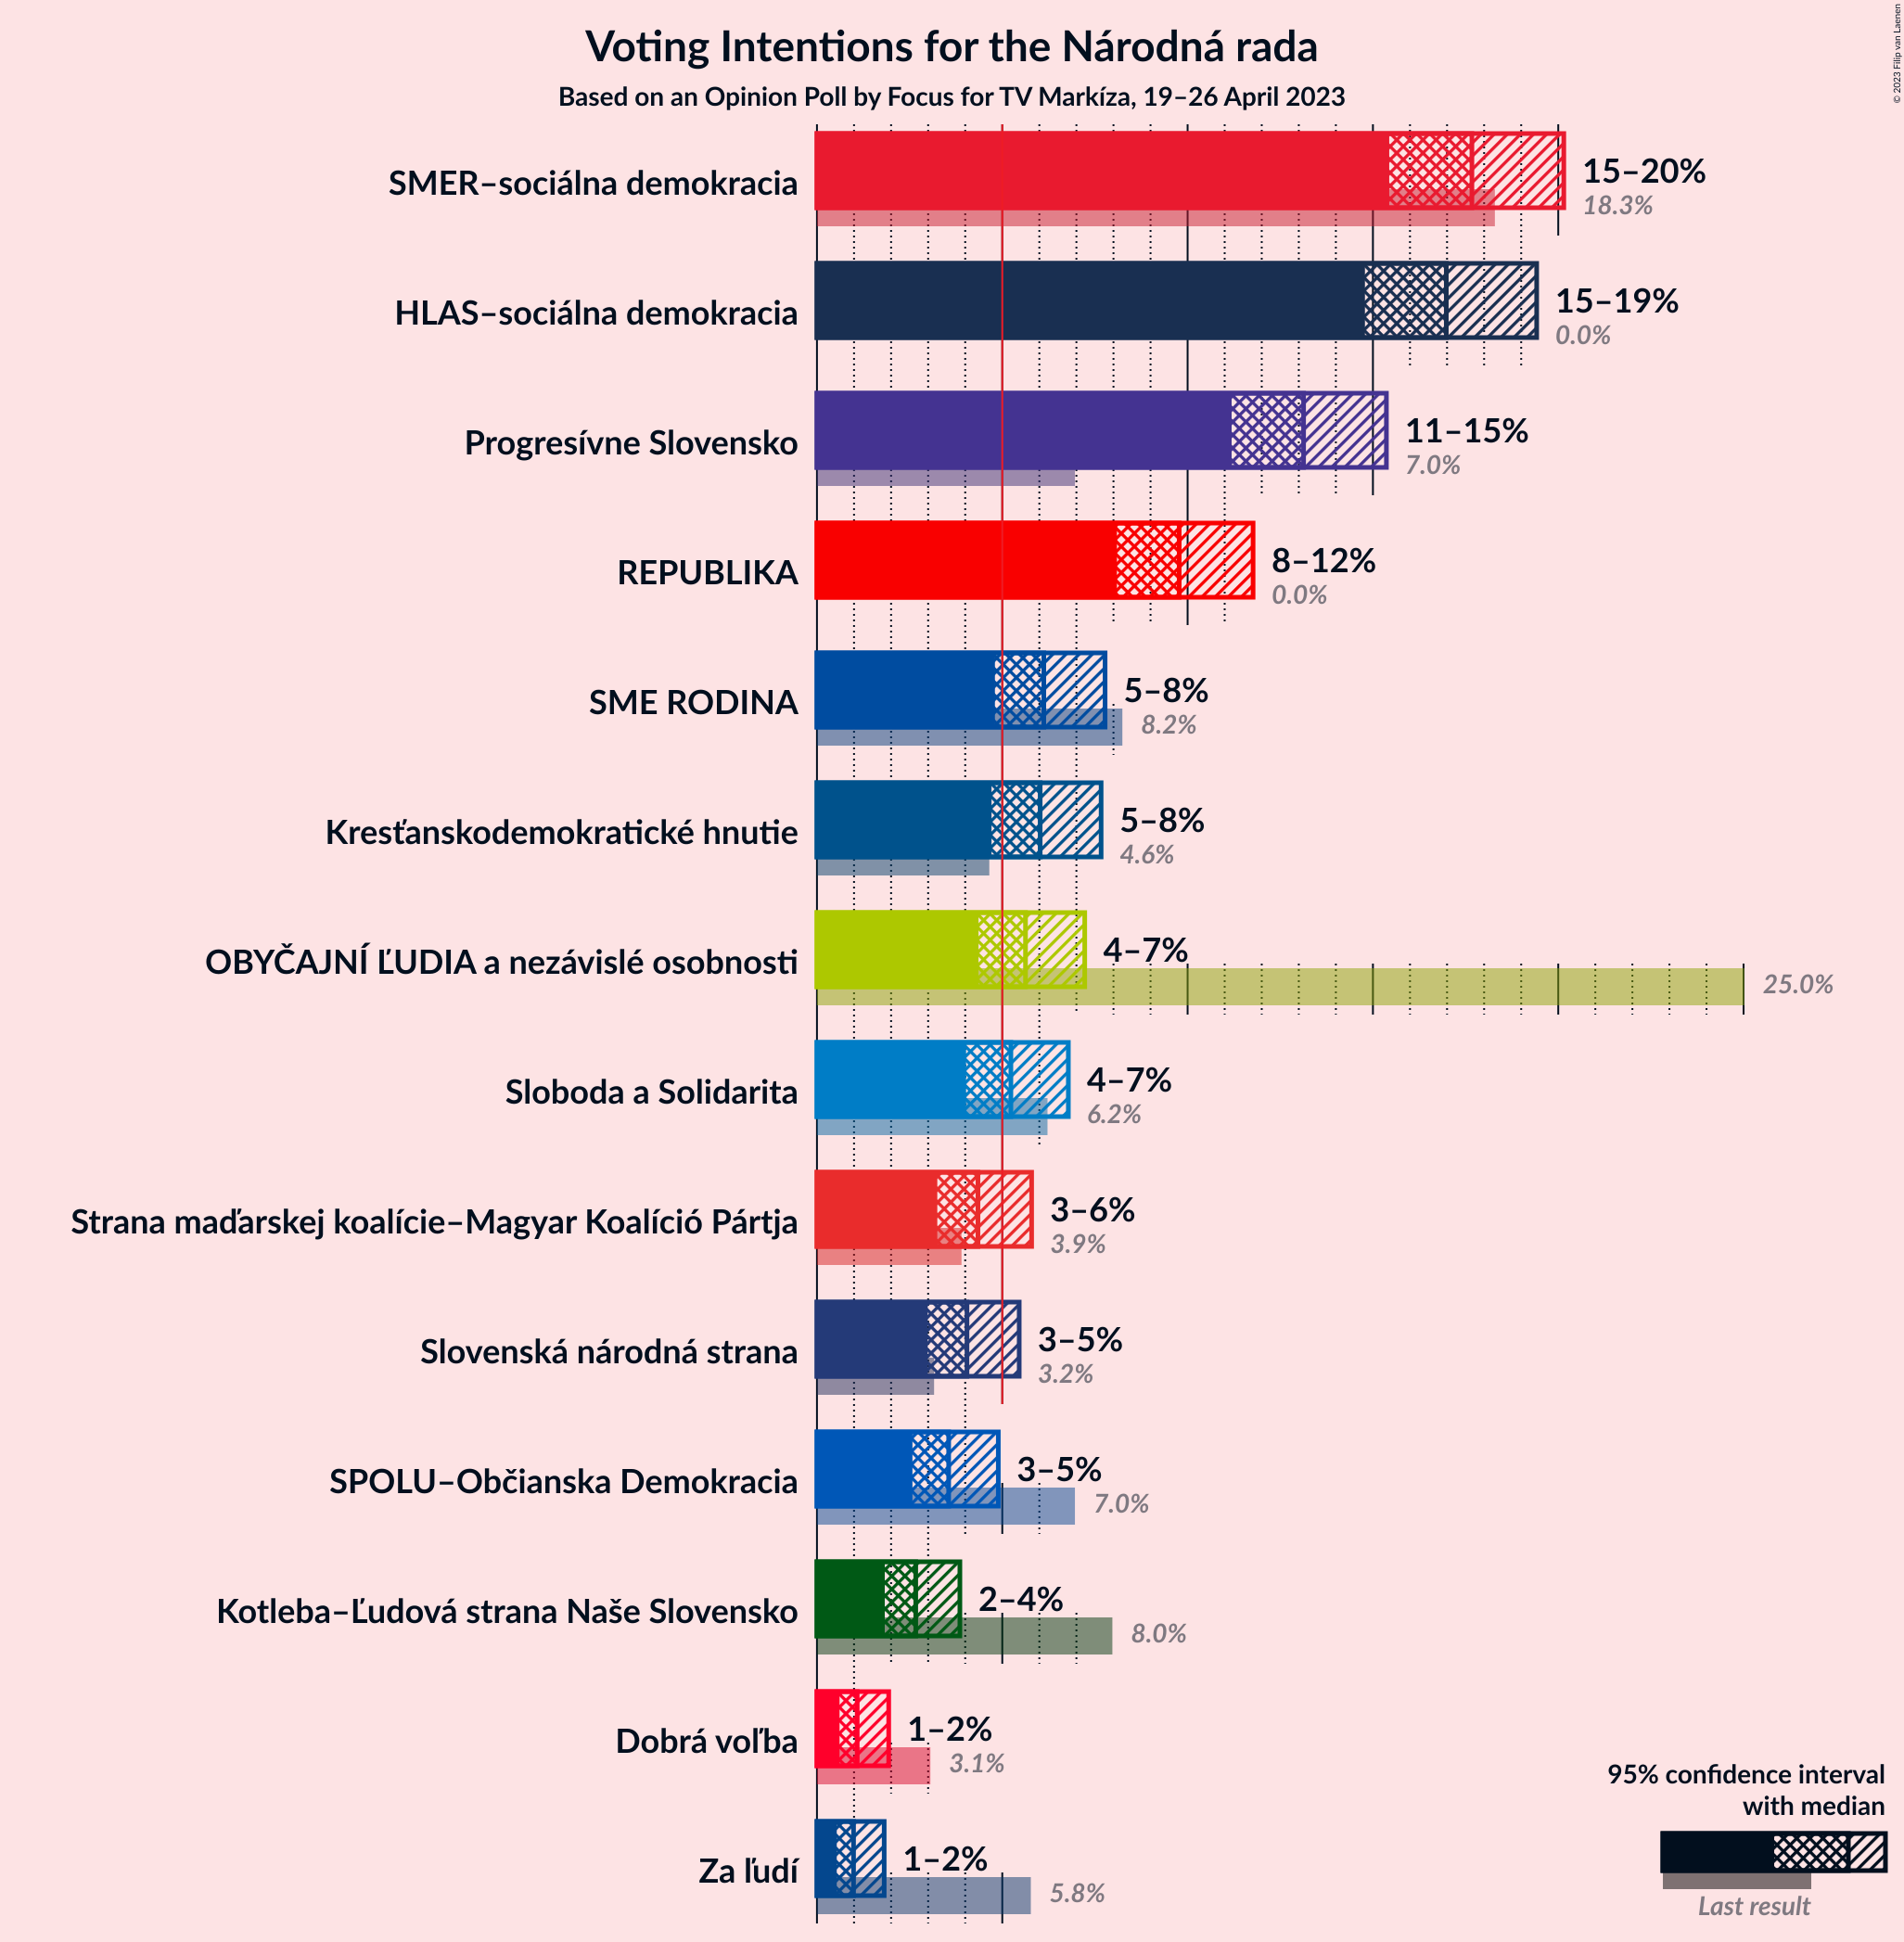 Voting Intentions for the Národná rada
Based on an Opinion Poll by Focus for TV Markíza, 19–26 April 2023
© 2023 Filip van Laenen
SMER–sociálna demokracia
15–20%
18.3%
HLAS–sociálna demokracia
15–19%
0.0%
Progresívne Slovensko
11–15%
7.0%
REPUBLIKA
8–12%
0.0%
SME RODINA
5–8%
8.2%
Kresťanskodemokratické hnutie
5–8%
4.6%
OBYČAJNÍ ĽUDIA a nezávislé osobnosti
4–7%
25.0%
Sloboda a Solidarita
4–7%
6.2%
Strana maďarskej koalície–Magyar Koalíció Pártja
3–6%
3.9%
Slovenská národná strana
3–5%
3.2%
SPOLU–Občianska Demokracia
3–5%
7.0%
Kotleba–Ľudová strana Naše Slovensko
2–4%
8.0%
Dobrá voľba
1–2%
3.1%
Za ľudí
1–2%
5.8%
95% confidence interval
with median
Last result